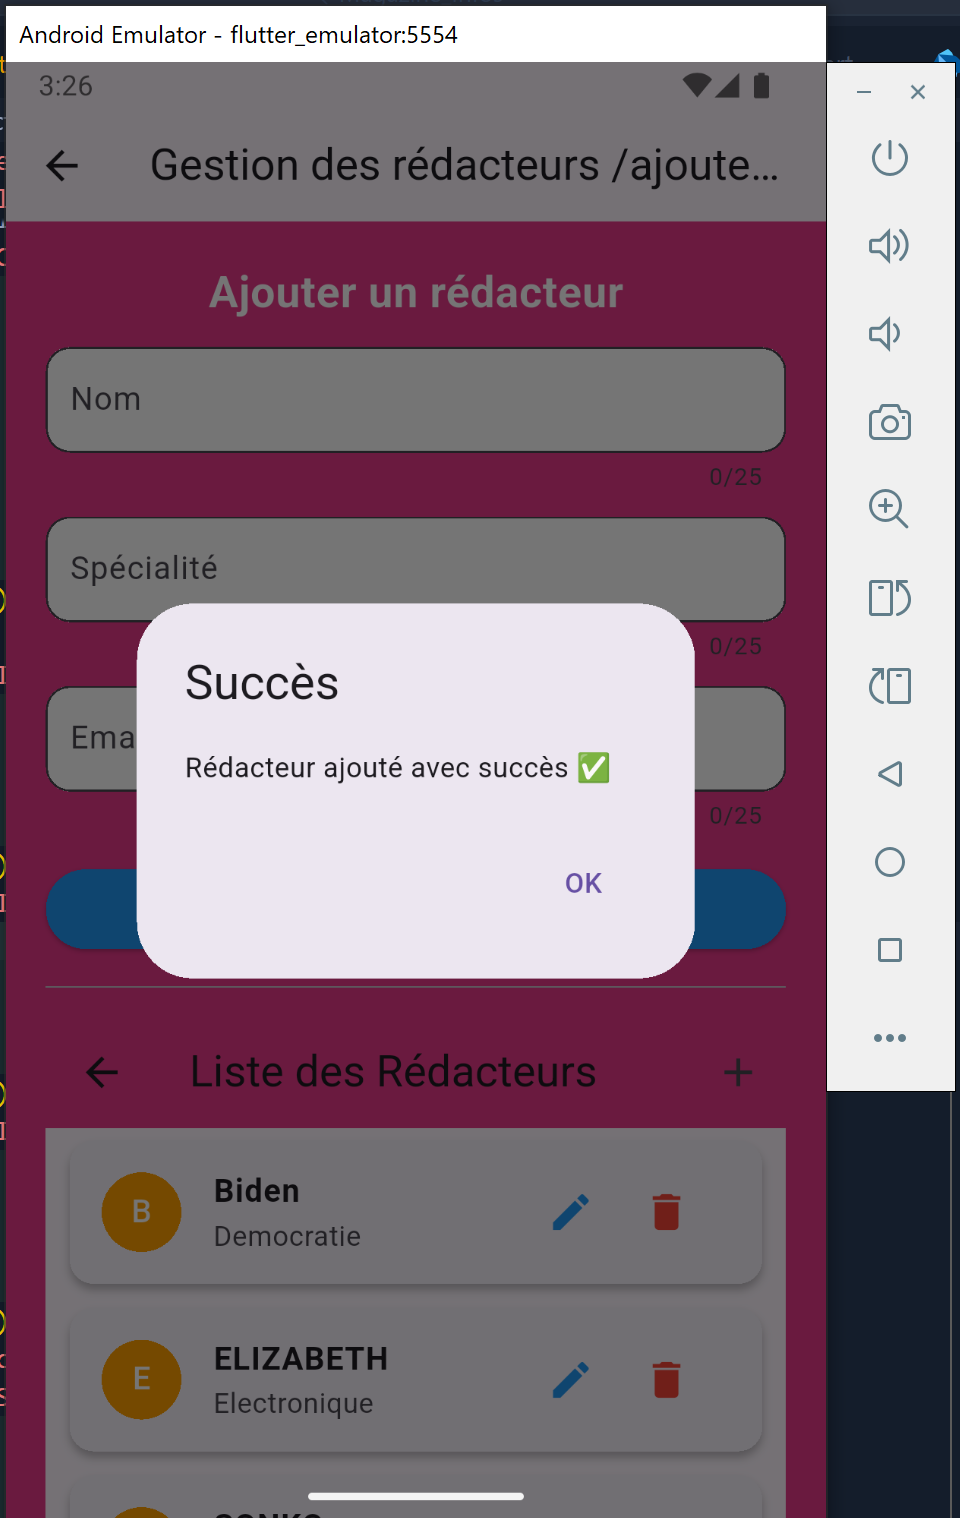 Android Emulator - flutter_emulator:5554
3:26
Gestion des rédacteurs /ajoute...
Ajouter un rédacteur
Nom
0/25
Spécialité
0/25
Ema
0/25
Succès
Rédacteur ajouté avec succès ✅
OK
Liste des Rédacteurs
B
Biden
Democratie
E
ELIZABETH
Electronique